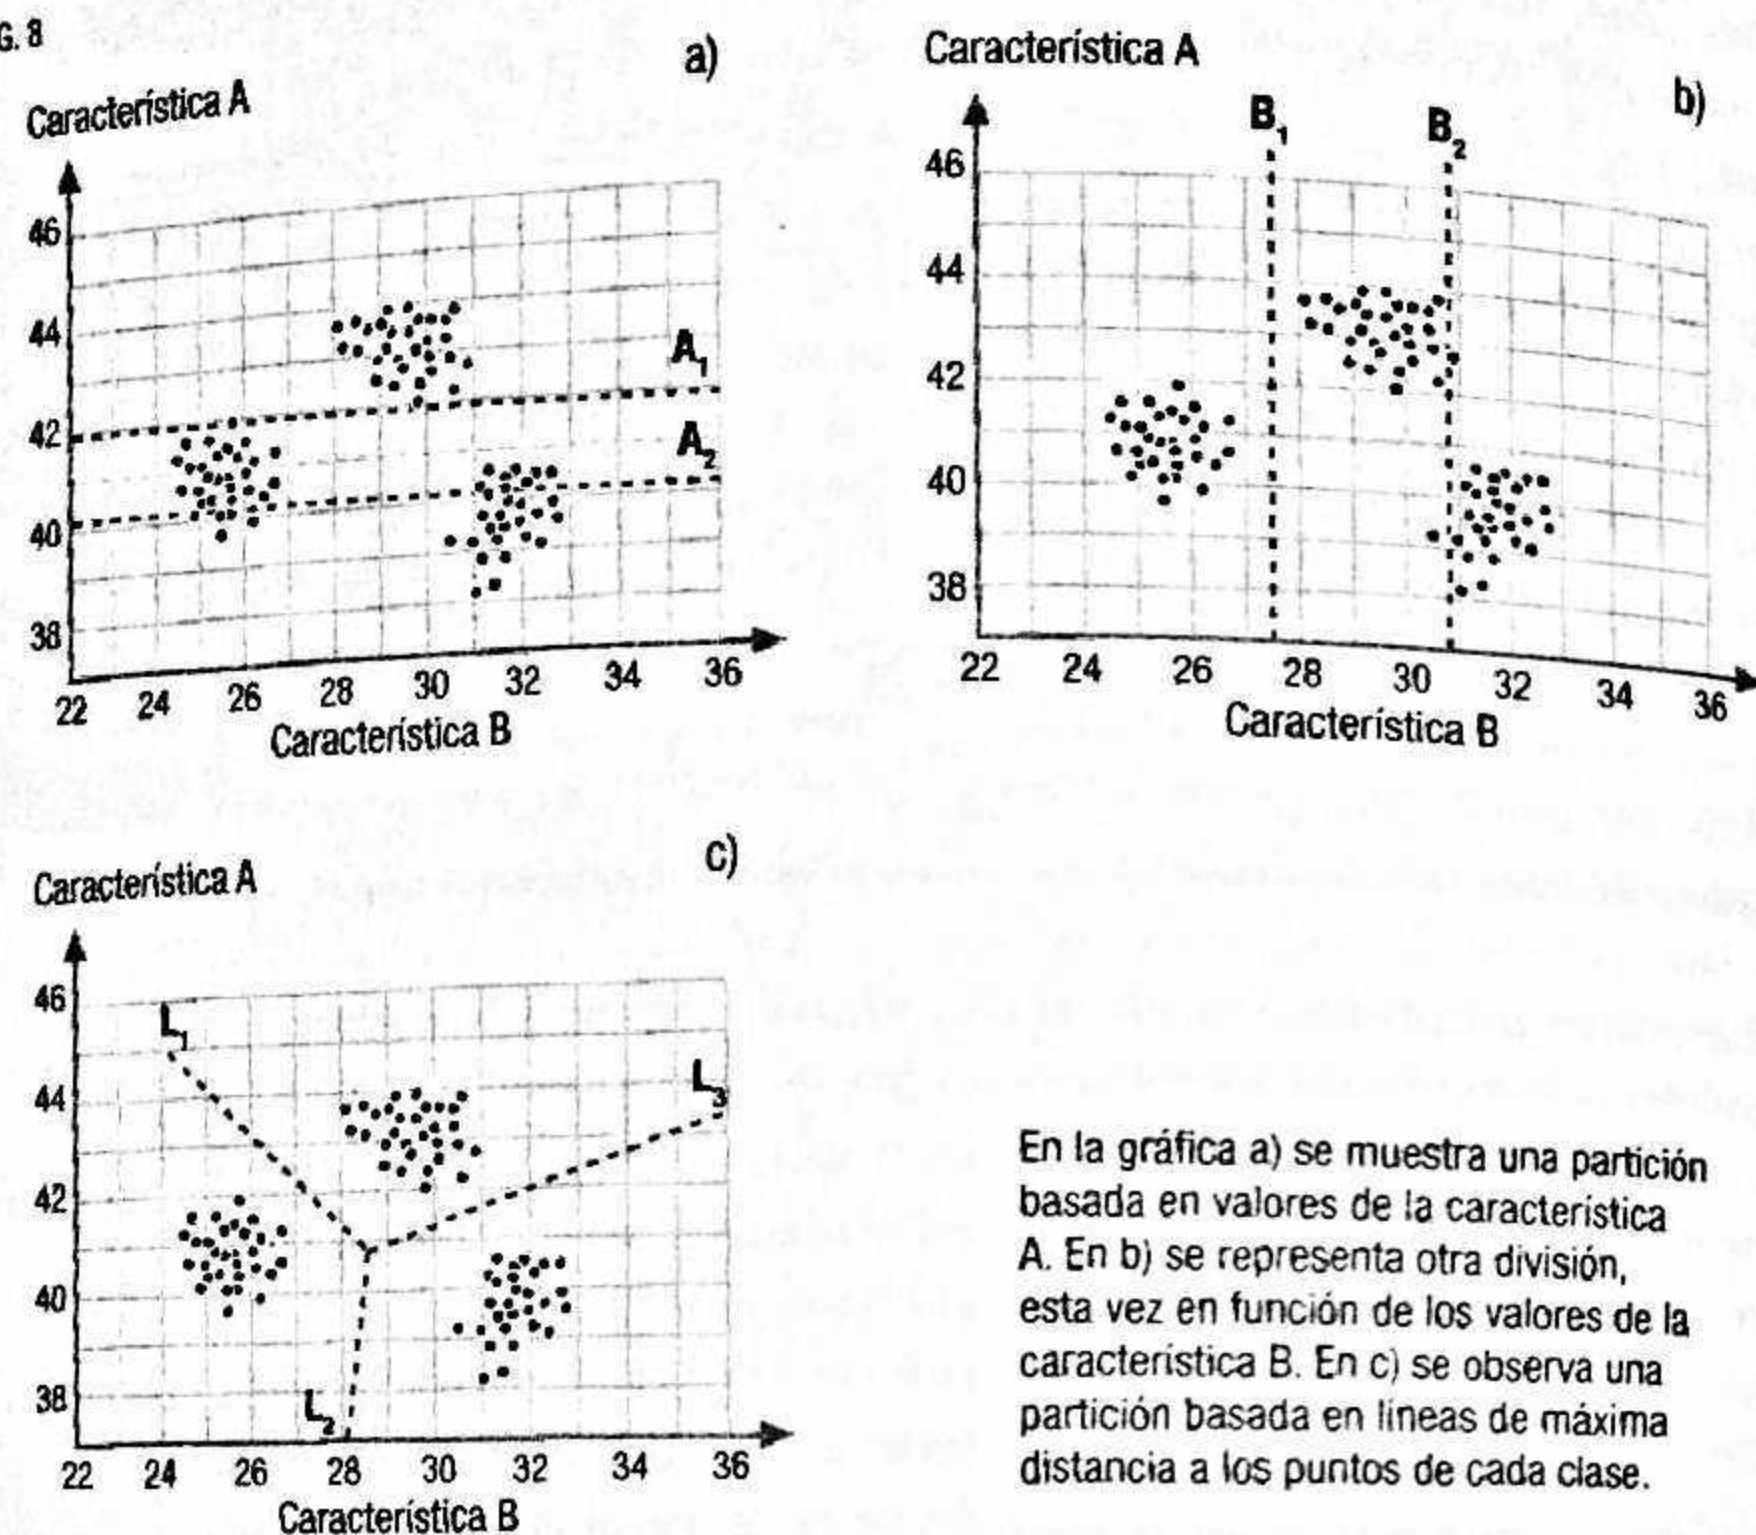 G. 8
a)
Característica A
46
44
42
40
38
A1
A2
22 24 26 28 30 32 34 36
Característica B
Característica A
b)
B1
B2
46
44
42
40
38
22 24 26 28 30 32 34 36
Característica B
c)
Característica A
46
44
42
40
38
L1
L3
L2
22 24 26 28 30 32 34 36
Característica B
En la gráfica a) se muestra una partición
basada en valores de la característica
A. En b) se representa otra división,
esta vez en función de los valores de la
característica B. En c) se observa una
partición basada en líneas de máxima
distancia a los puntos de cada clase.